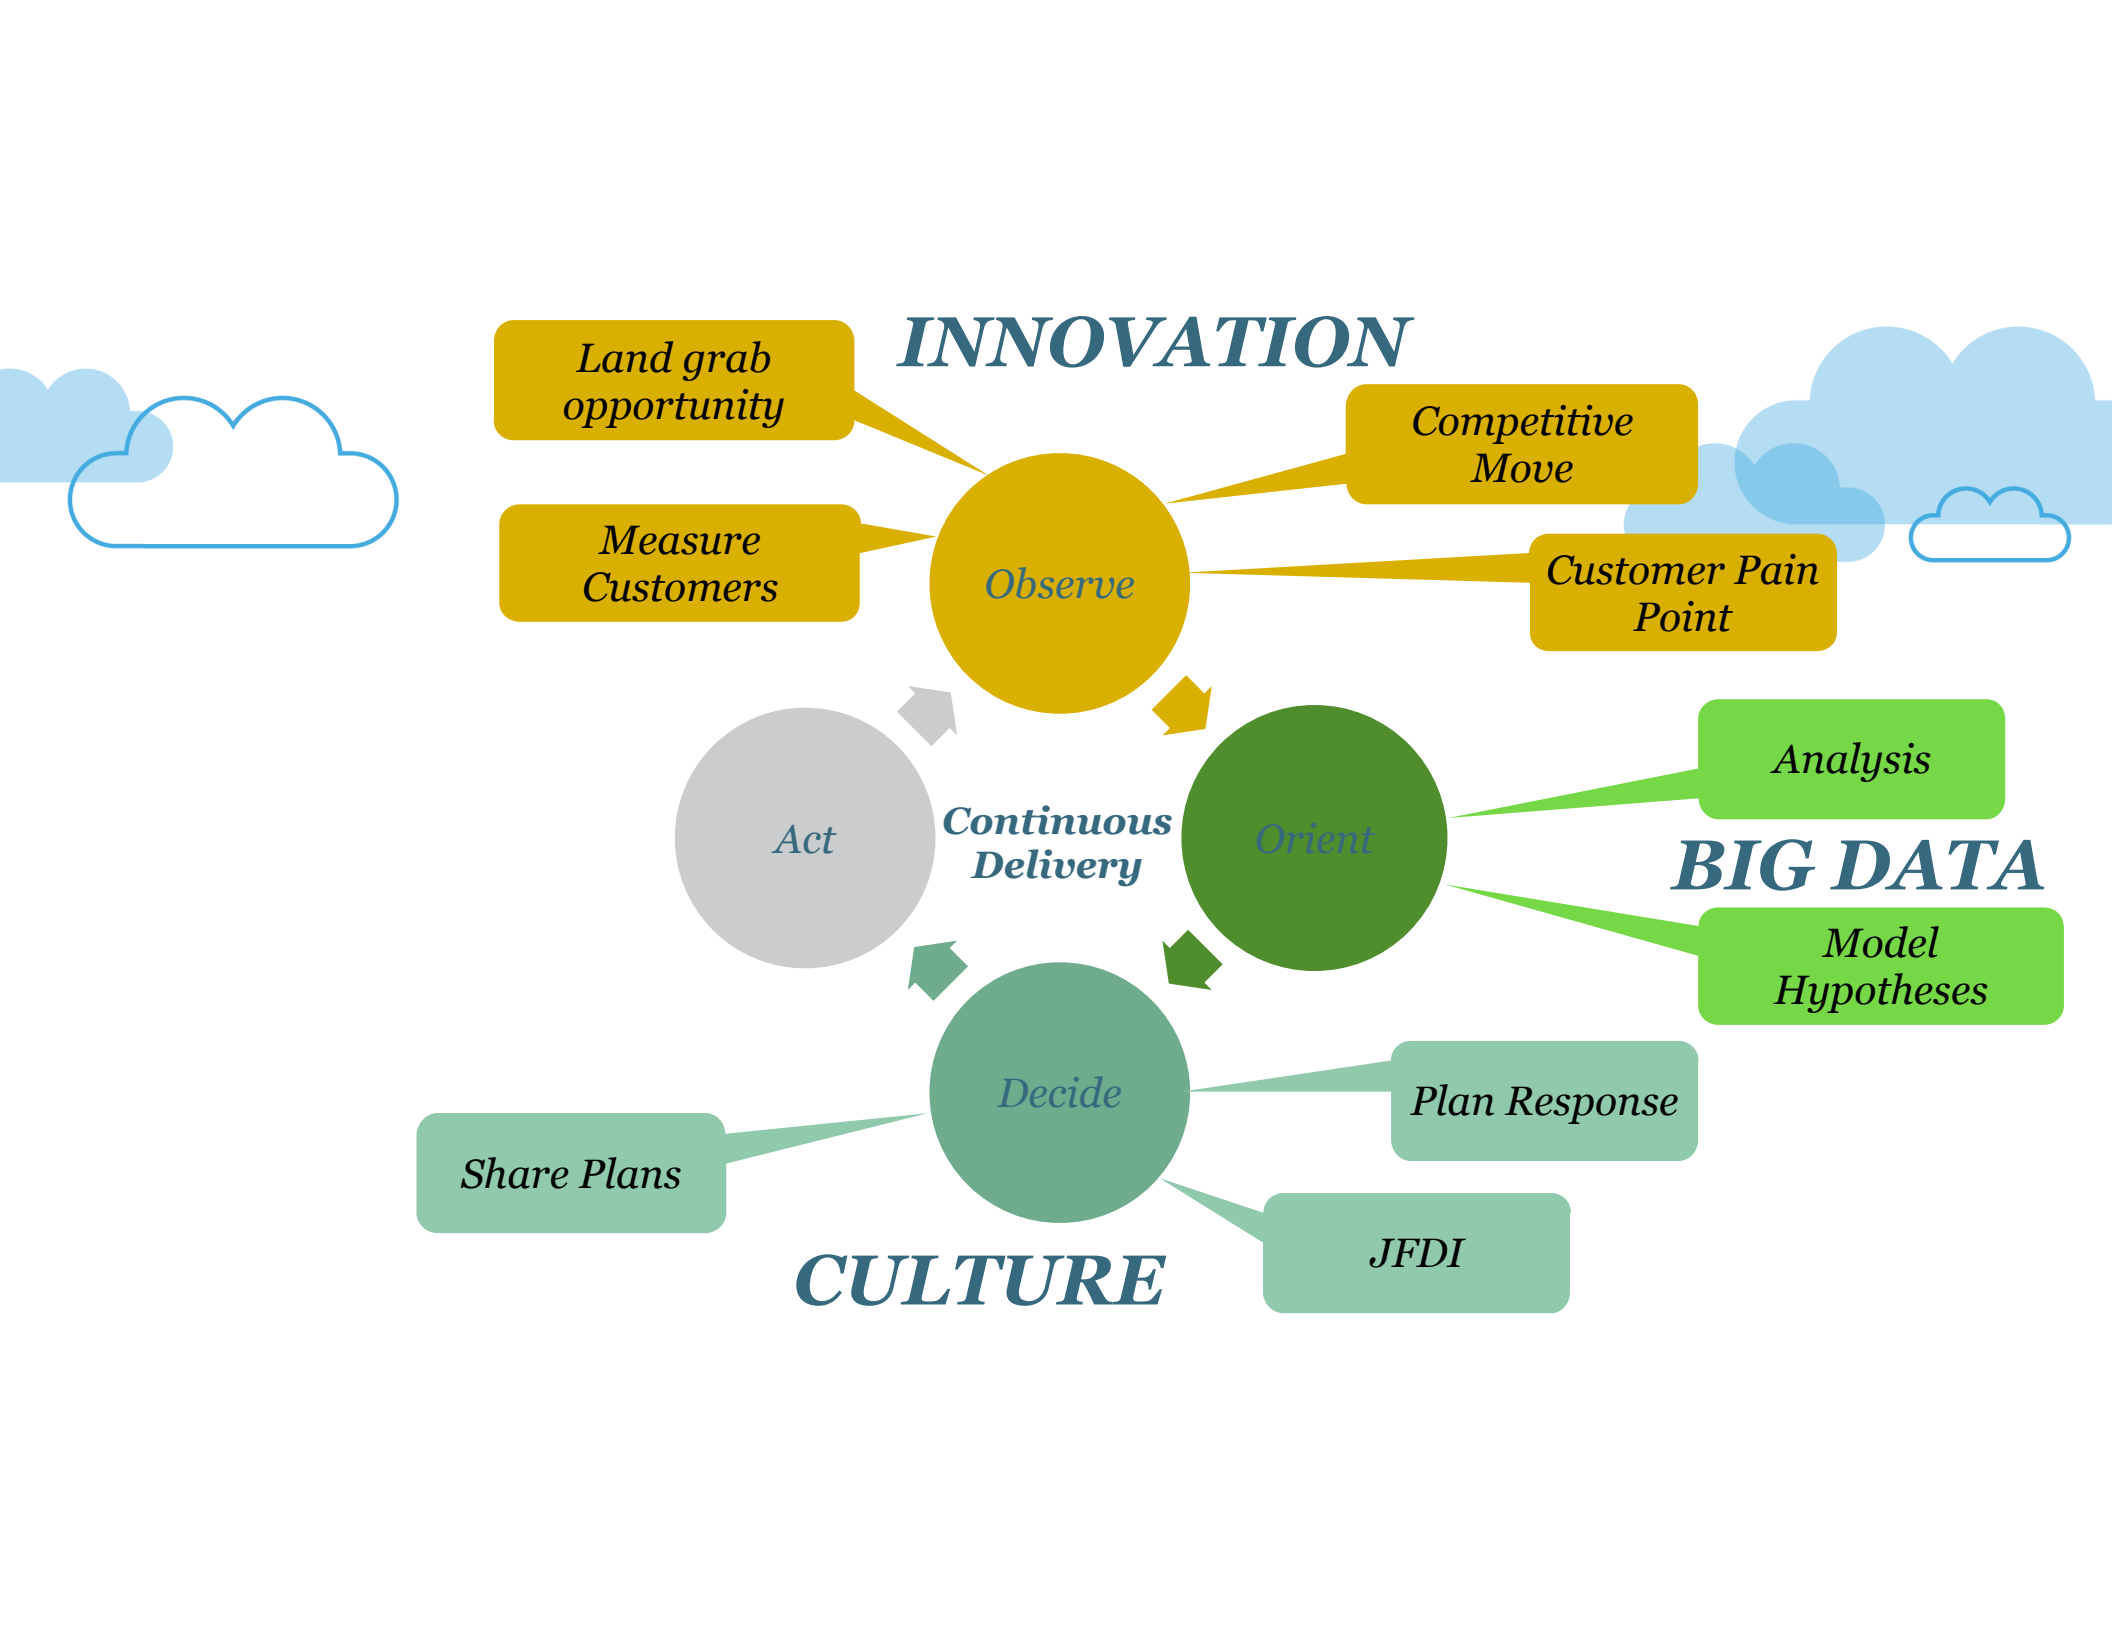 INNOVATION
Land grab
opportunity
Competitive
Move
Measure
Customers
Observe
Customer Pain
Point
Analysis
Act
Continuous
Delivery
Orient
BIG DATA
Model
Hypotheses
Decide
Plan Response
Share Plans
JFDI
CULTURE